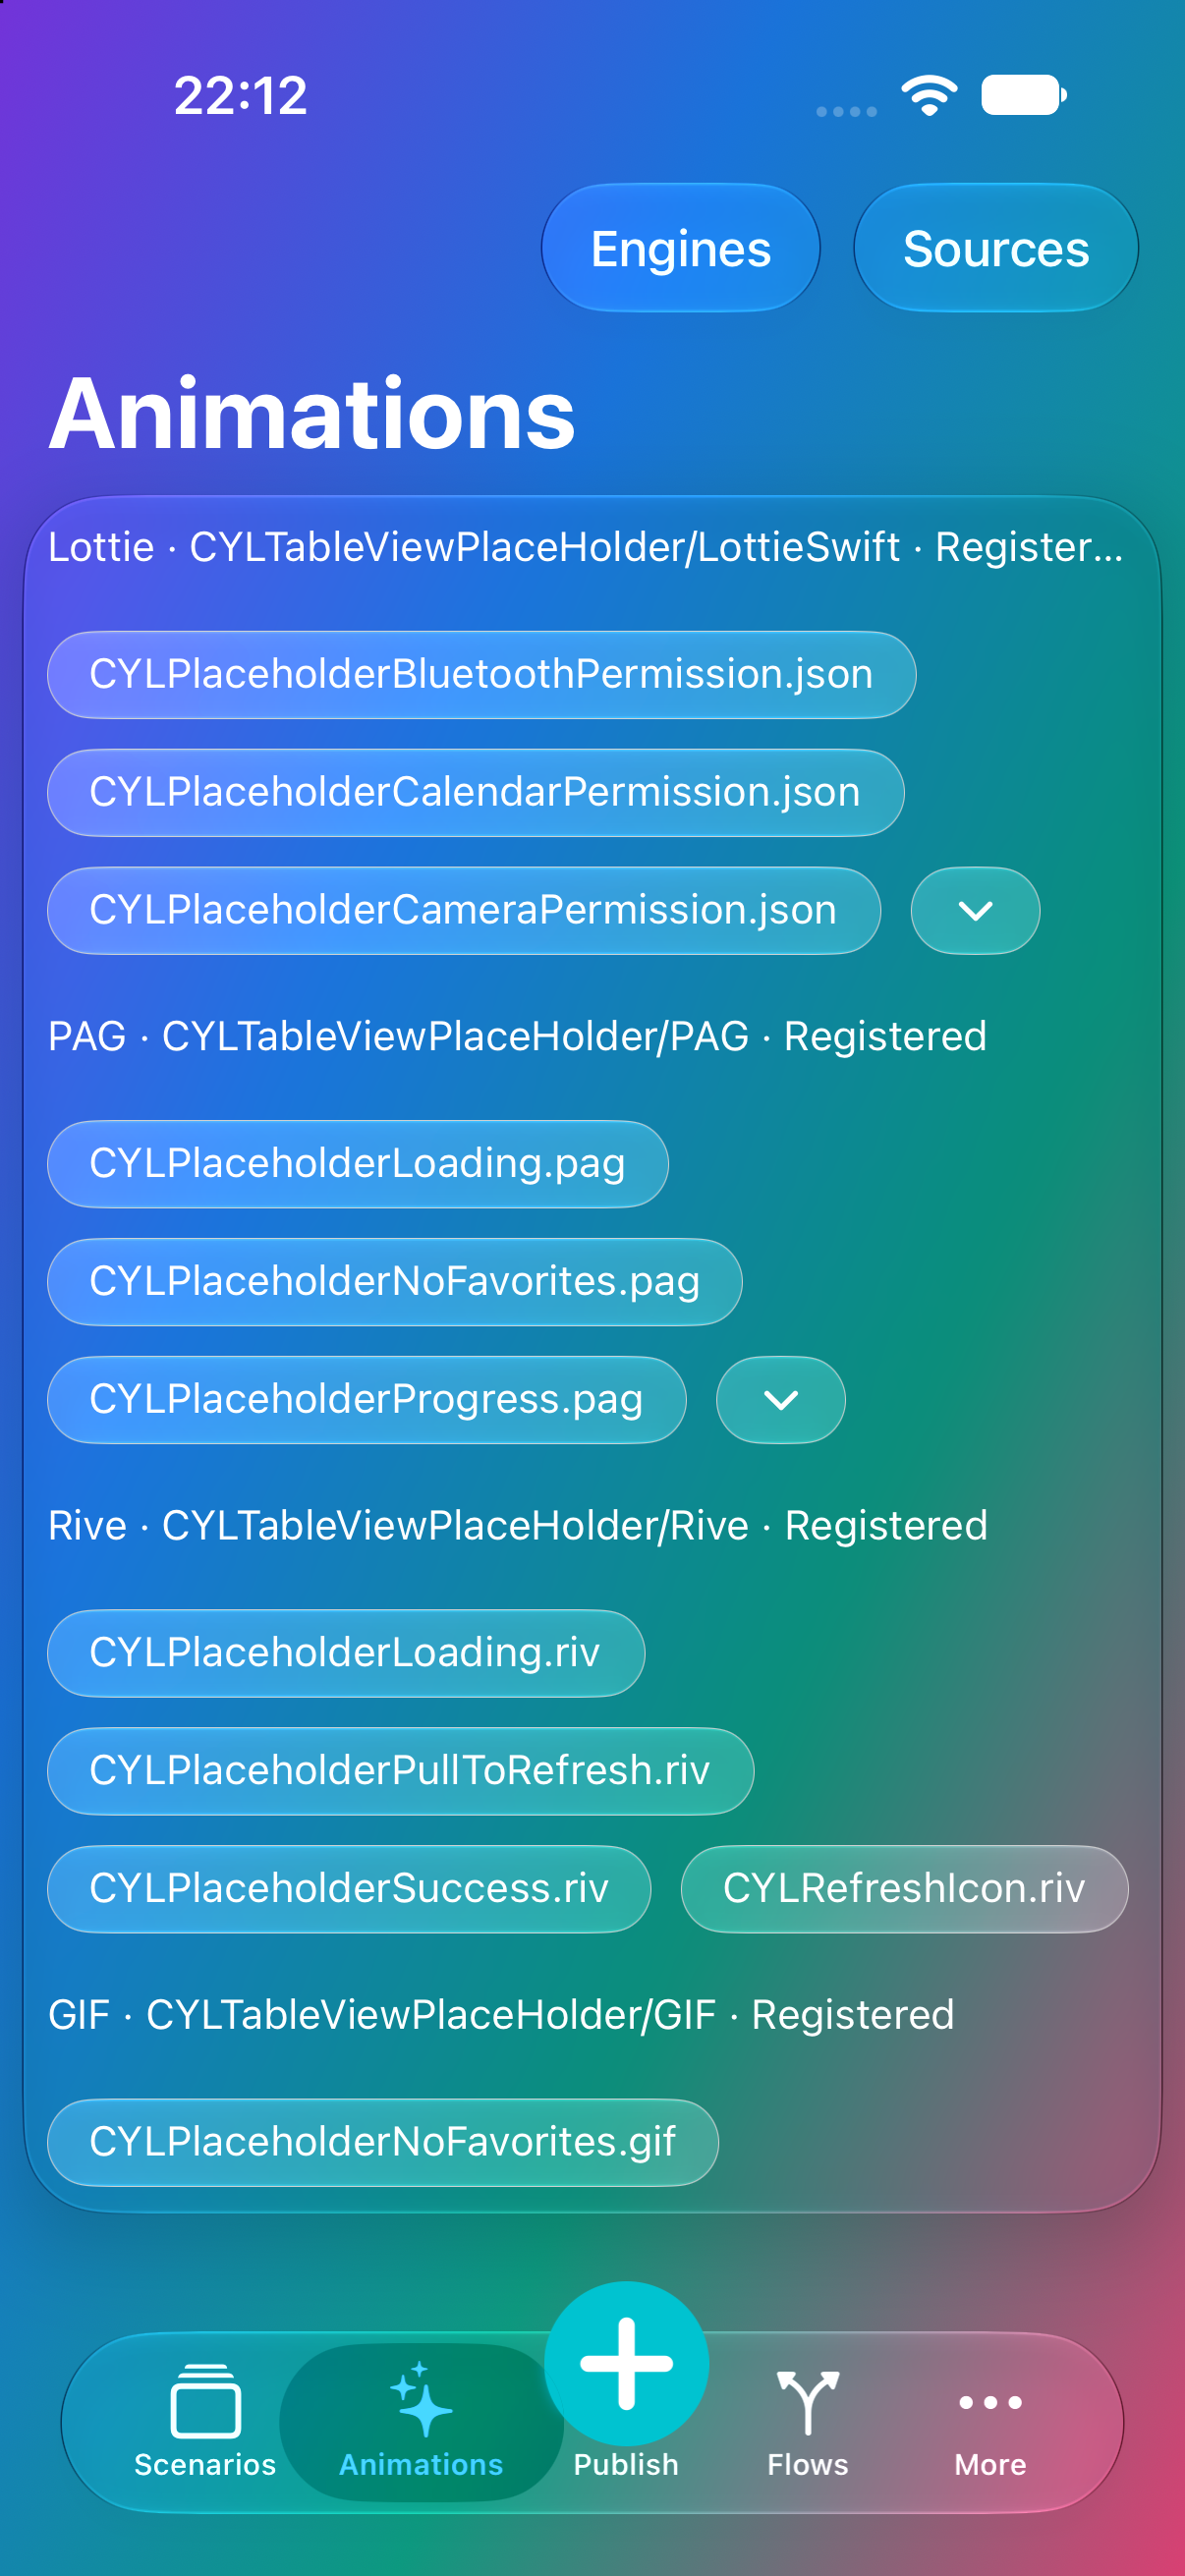 22:12
Engines
Sources
Animations
Lottie · CYLTableViewPlaceHolder/LottieSwift · Register...
CYLPlaceholderBluetoothPermission.json
CYLPlaceholderCalendarPermission.json
CYLPlaceholderCameraPermission.json
PAG · CYLTableViewPlaceHolder/PAG · Registered
CYLPlaceholderLoading.pag
CYLPlaceholderNoFavorites.pag
CYLPlaceholderProgress.pag
Rive · CYLTableViewPlaceHolder/Rive · Registered
CYLPlaceholderLoading.riv
CYLPlaceholderPullToRefresh.riv
CYLPlaceholderSuccess.riv
CYLRefreshIcon.riv
GIF · CYLTableViewPlaceHolder/GIF · Registered
CYLPlaceholderNoFavorites.gif
Scenarios
Animations
Publish
Flows
More